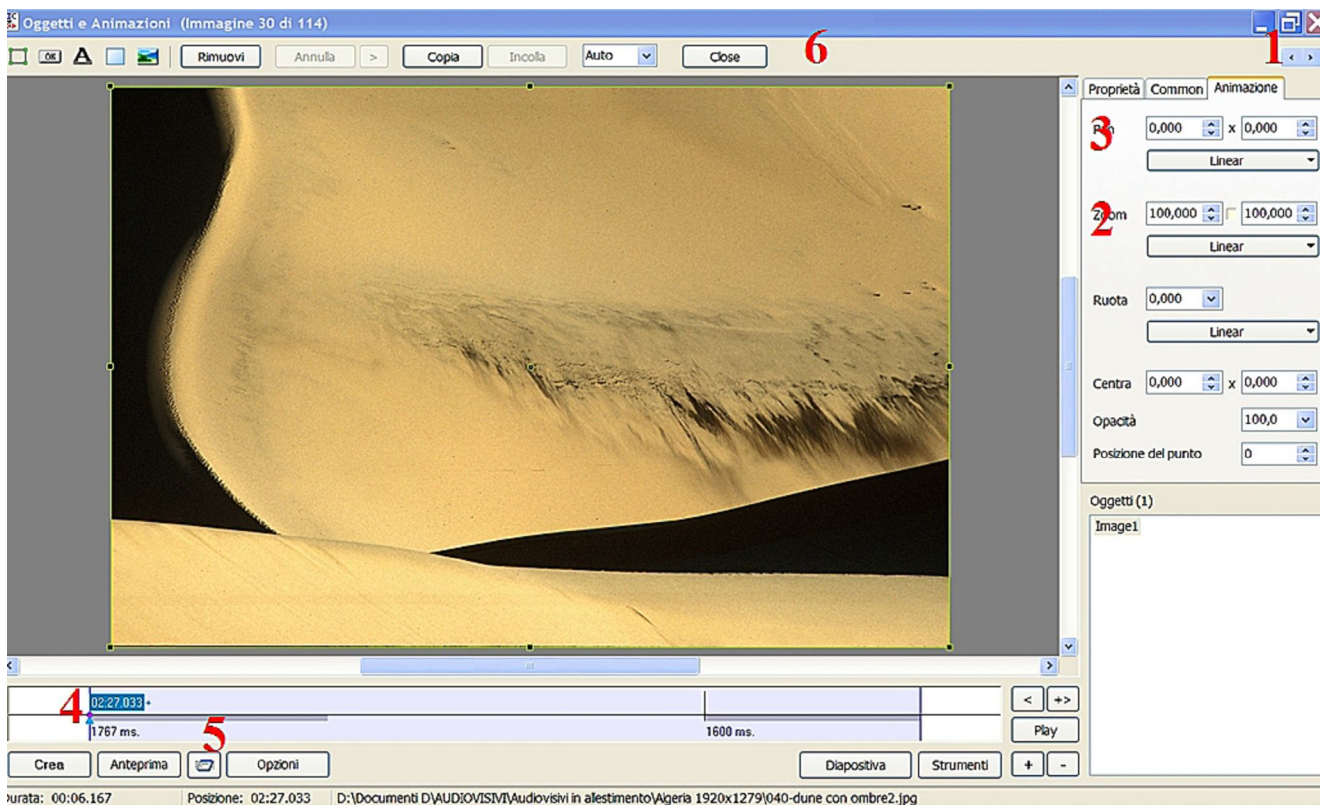 Oggetti e Animazioni (Immagine 30 di 114)
OK A Rimuovi Annulla > Copia Incolla Auto Close 6 1
Proprietà Common Animazione
3 0,000 x 0,000
Linear
Zoom 2 100,000 100,000
Linear
Ruota 0,000
Linear
Centra 0,000 x 0,000
Opacità 100,0
Posizione del punto 0
Oggetti (1)
Image1
4 02:27.033
1767 ms. 5 1600 ms.
< +>
Play
Crea Anteprima Opzioni Diapositiva Strumenti + -
Durata: 00:06.167 Posizione: 02:27.033 D:\Documenti D\AUDIOVISIVI\Audiovisivi in allestimento\Algeria 1920x1279\040-dune con ombre2.jpg